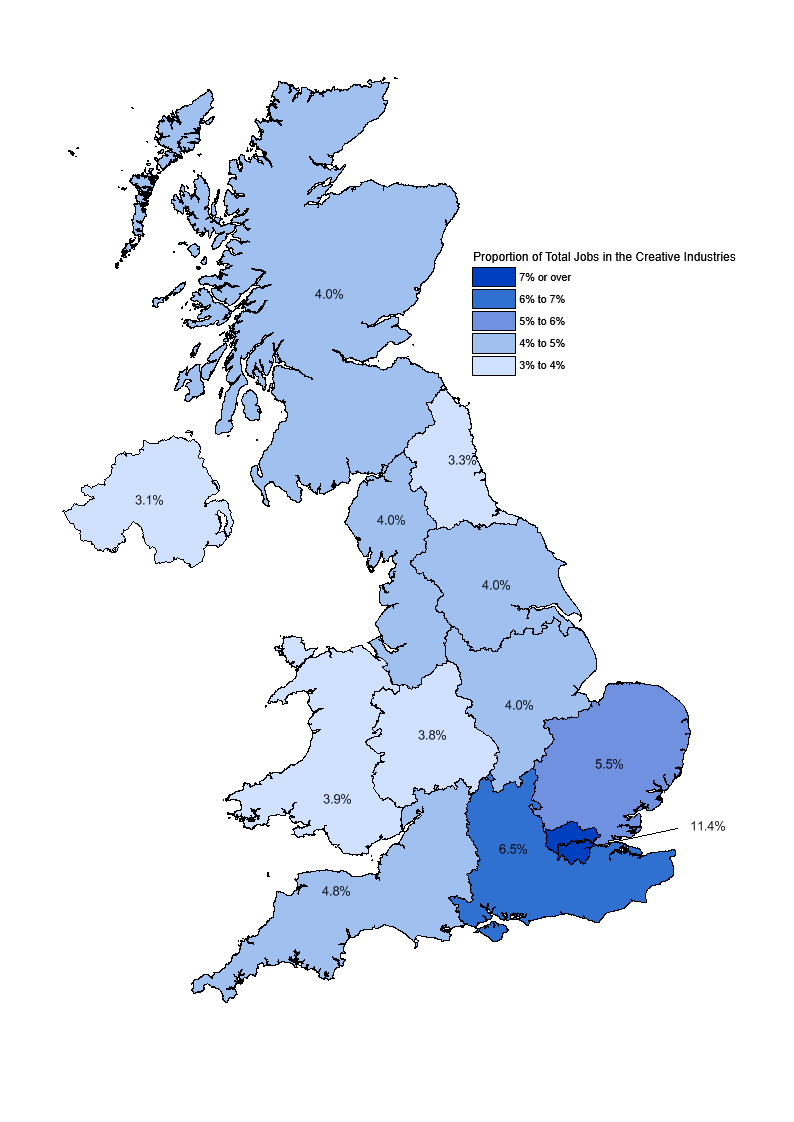 Proportion of Total Jobs in the Creative Industries
7% or over
6% to 7%
5% to 6%
4% to 5%
3% to 4%
4.0%
3.3%
3.1%
4.0%
4.0%
4.0%
3.8%
5.5%
3.9%
11.4%
6.5%
4.8%